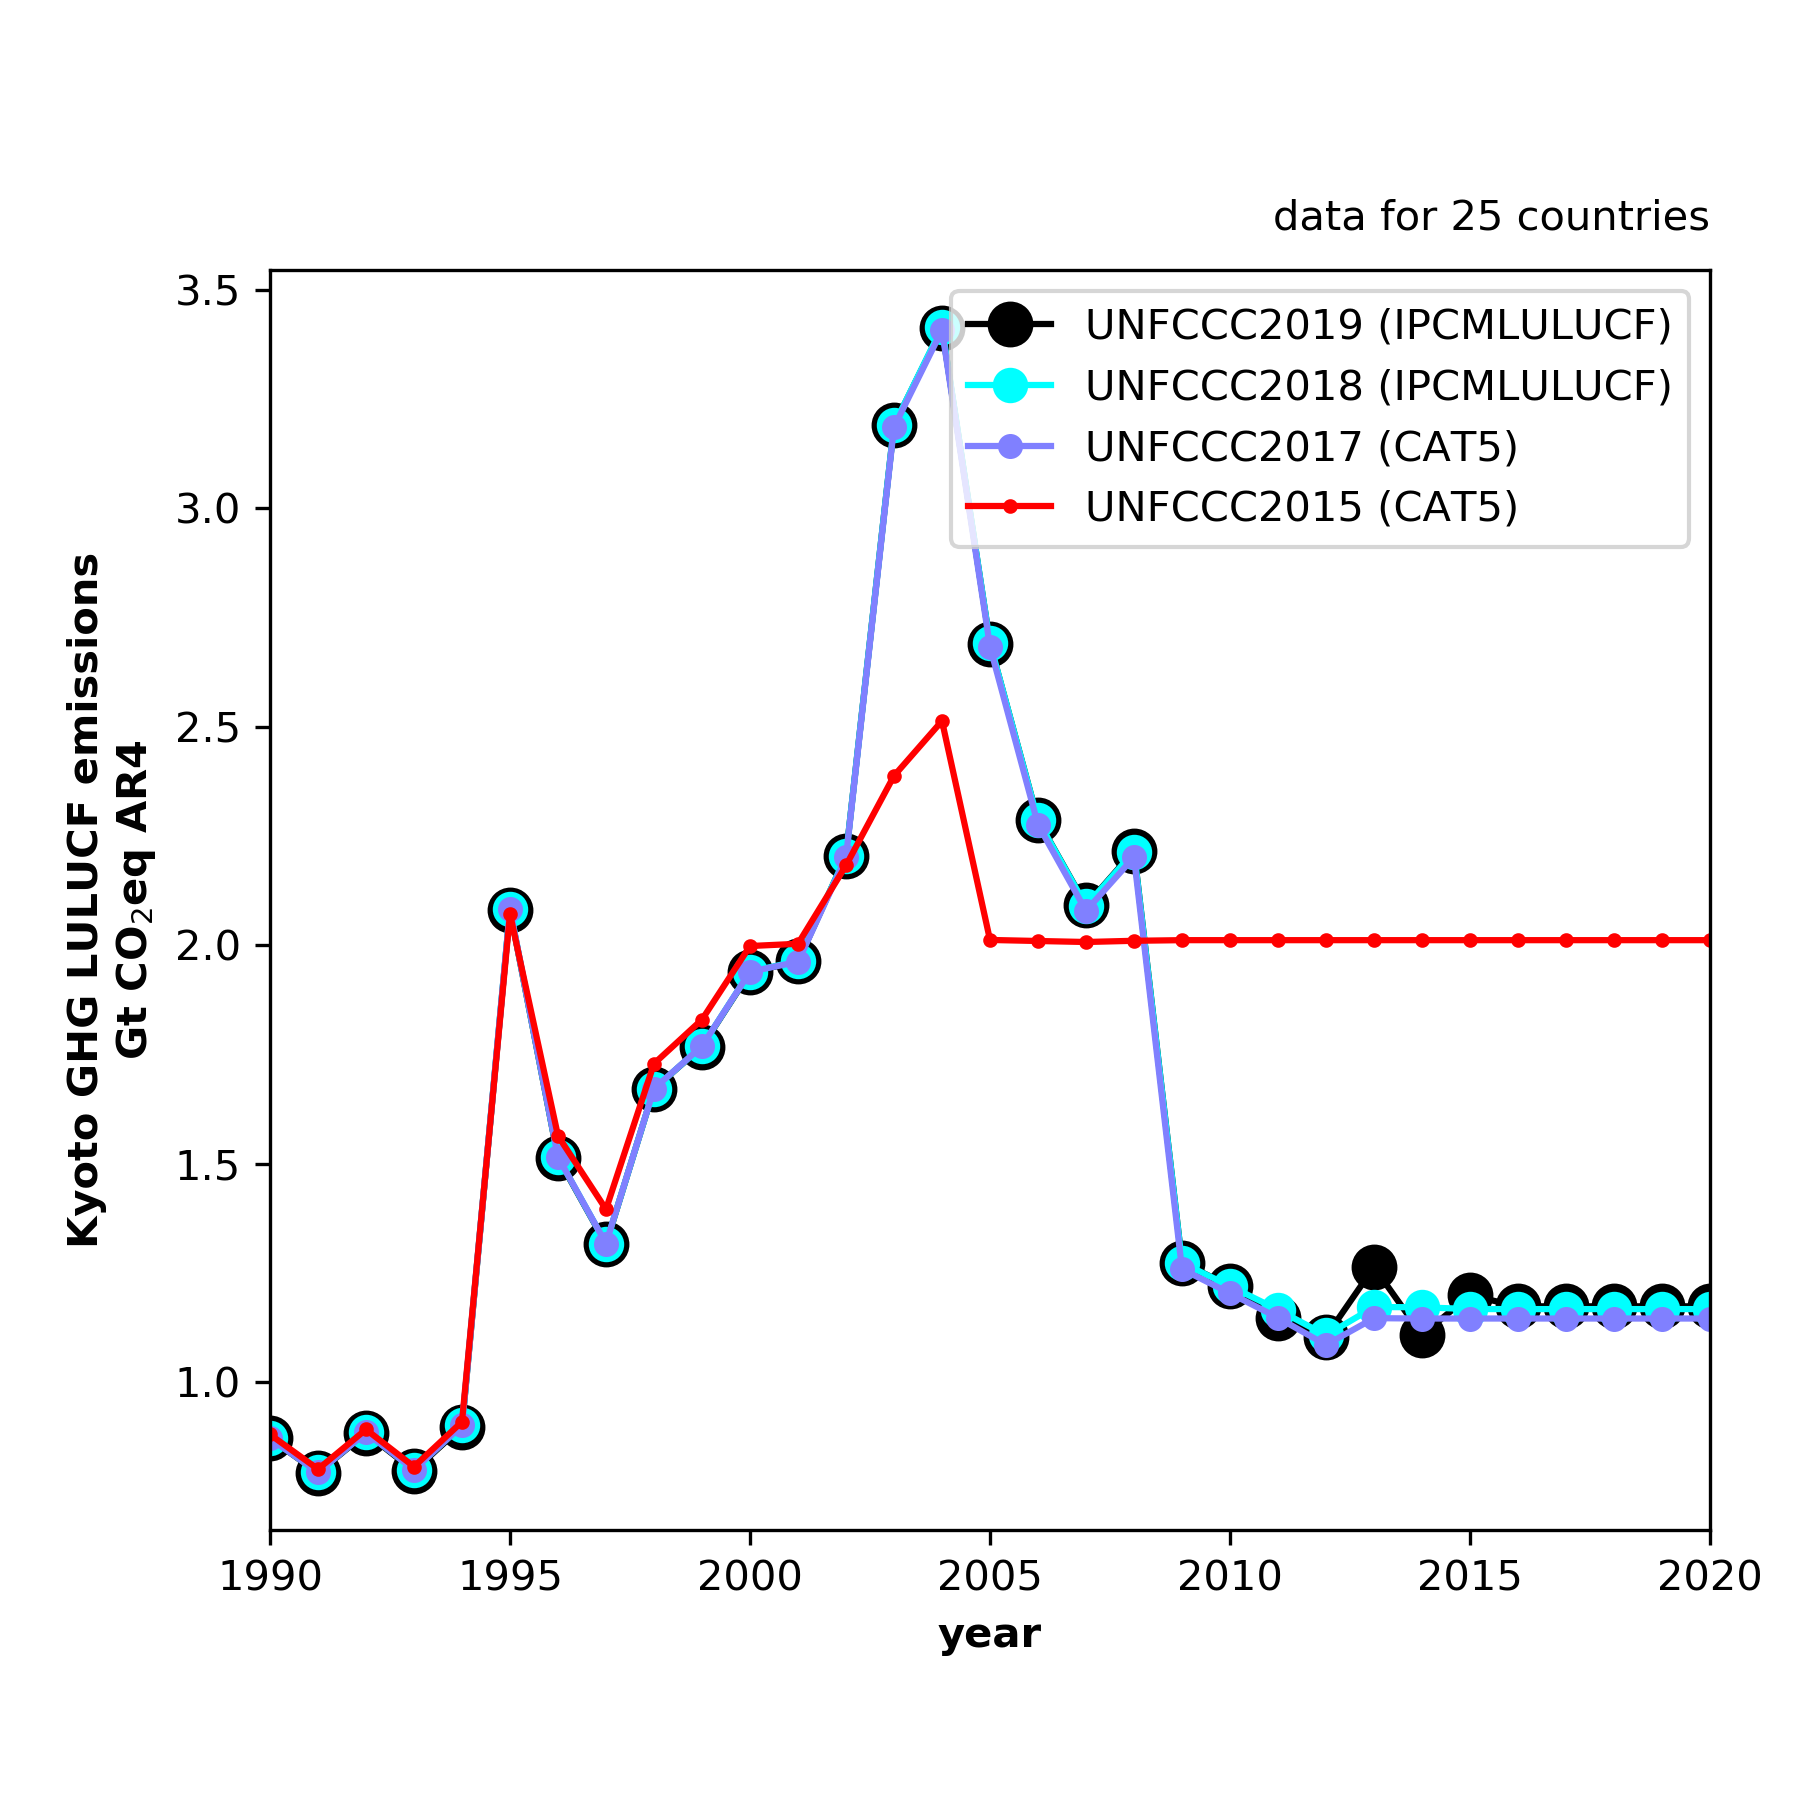 data for 25 countries
3.5
3.0
2.5
2.0
1.5
1.0
Kyoto GHG LULUCF emissions
Gt CO₂eq AR4
UNFCCC2019 (IPCMLULUCF)
UNFCCC2018 (IPCMLULUCF)
UNFCCC2017 (CAT5)
UNFCCC2015 (CAT5)
1990 1995 2000 2005 2010 2015 2020
year